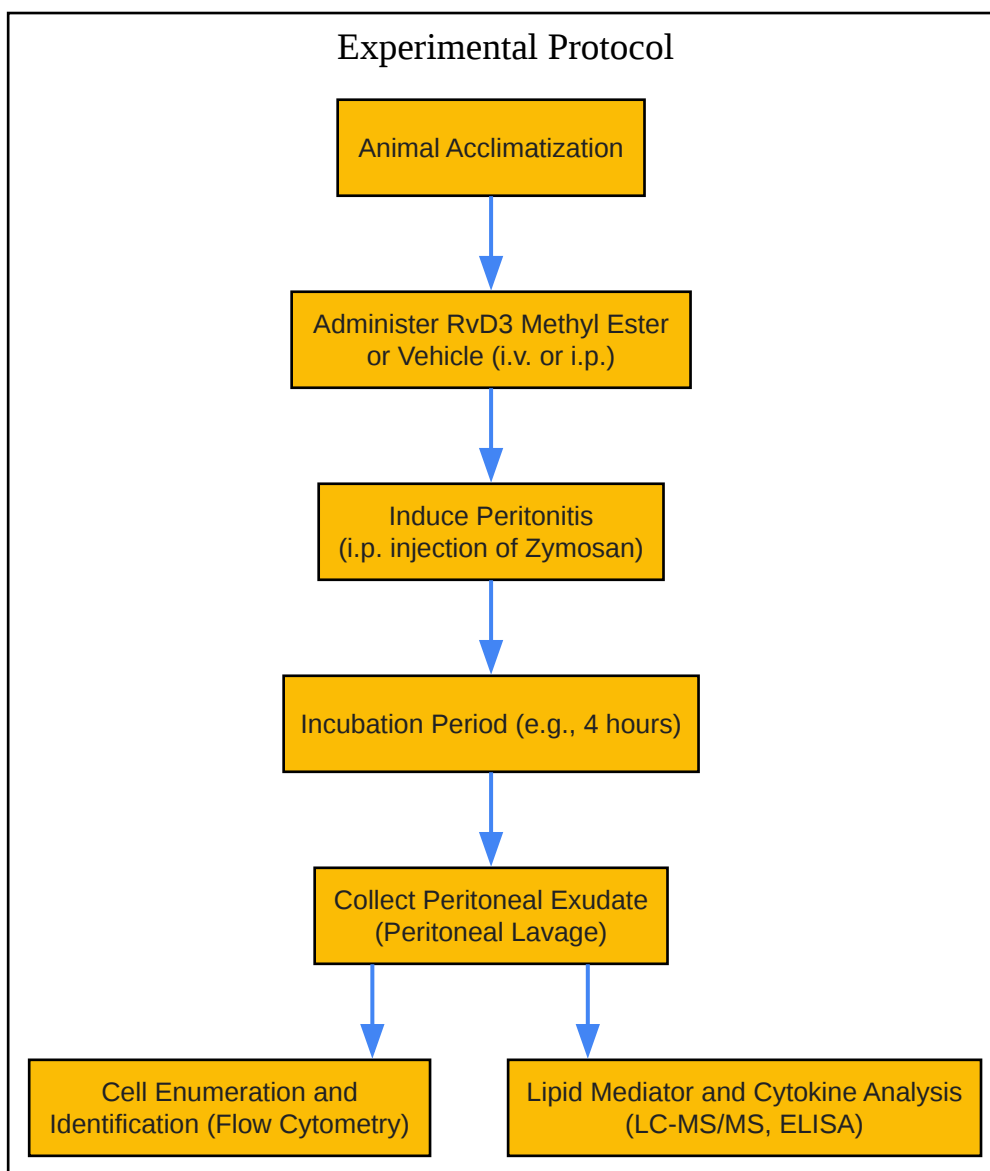 Experimental Protocol
Animal Acclimatization
Administer RvD3 Methyl Ester
or Vehicle (i.v. or i.p.)
Induce Peritonitis
(i.p. injection of Zymosan)
Incubation Period (e.g., 4 hours)
Collect Peritoneal Exudate
(Peritoneal Lavage)
Cell Enumeration and
Identification (Flow Cytometry)
Lipid Mediator and Cytokine Analysis
(LC-MS/MS, ELISA)